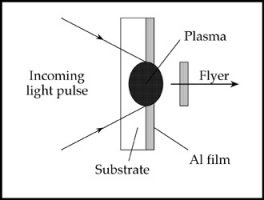 Plasma
Incoming
light pulse
Flyer
Substrate
Al film